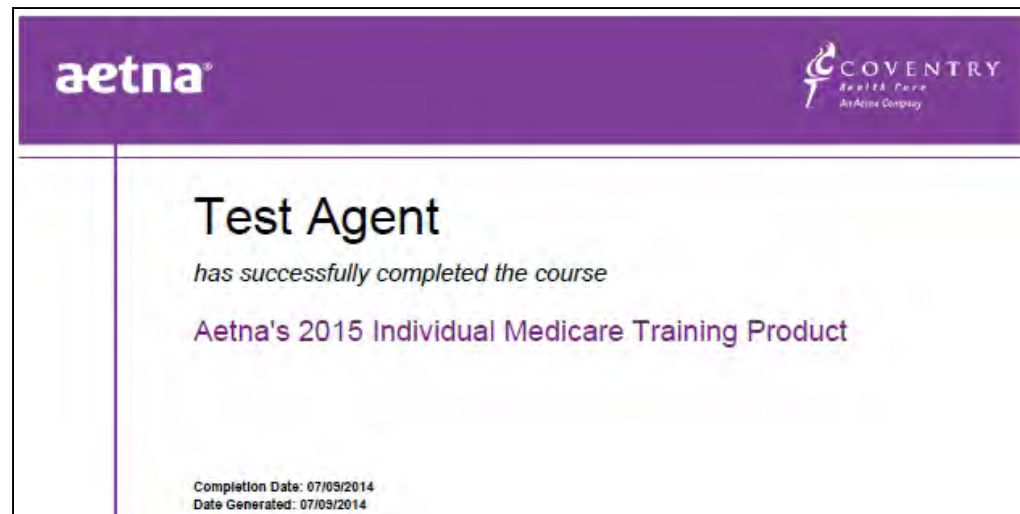 aetna®
COVENTRY
Health Care
An Aetna Company
Test Agent
has successfully completed the course
Aetna's 2015 Individual Medicare Training Product
Completion Date: 07/09/2014
Date Generated: 07/09/2014